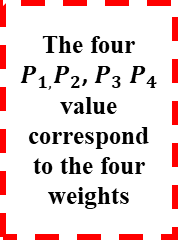 The four
P₁,P₂, P₃ P₄
value
correspond
to the four
weights